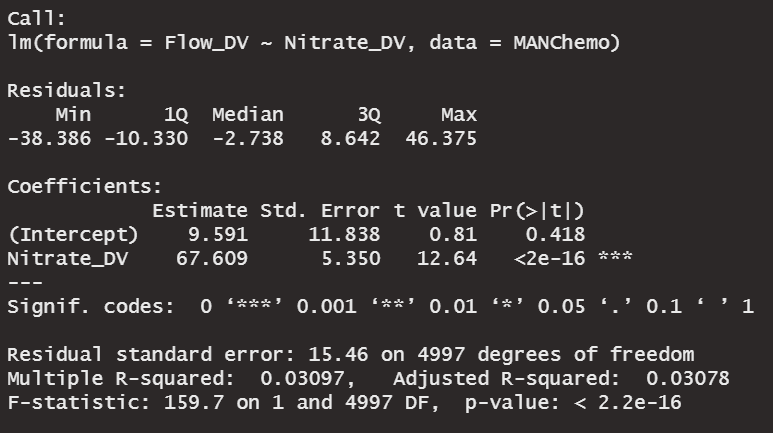 Call:
lm(formula = Flow_DV ~ Nitrate_DV, data = MANChemo)
Residuals:
    Min      1Q  Median      3Q     Max
-38.386 -10.330  -2.738   8.642  46.375
Coefficients:
            Estimate Std. Error t value Pr(>|t|)
(Intercept)    9.591     11.838    0.81    0.418
Nitrate_DV    67.609      5.350   12.64   <2e-16 ***
---
Signif. codes:  0 ‘***’ 0.001 ‘**’ 0.01 ‘*’ 0.05 ‘.’ 0.1 ‘ ’ 1
Residual standard error: 15.46 on 4997 degrees of freedom
Multiple R-squared:  0.03097,   Adjusted R-squared:  0.03078
F-statistic: 159.7 on 1 and 4997 DF,  p-value: < 2.2e-16